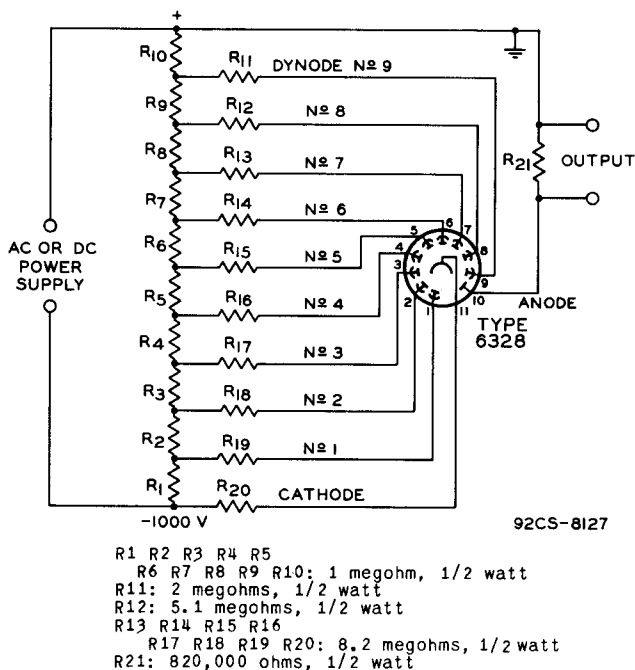 +
R10
R11 DYNODE Nº 9
R9
R12 Nº 8
R8
R13 Nº 7
R21 OUTPUT
R7
R14 Nº 6
5 6 7
AC OR DC
POWER
SUPPLY
R6
R15 Nº 5
4 8
3 9
R5
R16 Nº 4
2 1 11 10
ANODE
TYPE
6328
R4
R17 Nº 3
R3
R18 Nº 2
R2
R19 Nº 1
R1
R20 CATHODE
-1000 V
92CS-8127
R1 R2 R3 R4 R5
R6 R7 R8 R9 R10: 1 megohm, 1/2 watt
R11: 2 megohms, 1/2 watt
R12: 5.1 megohms, 1/2 watt
R13 R14 R15 R16
R17 R18 R19 R20: 8.2 megohms, 1/2 watt
R21: 820,000 ohms, 1/2 watt